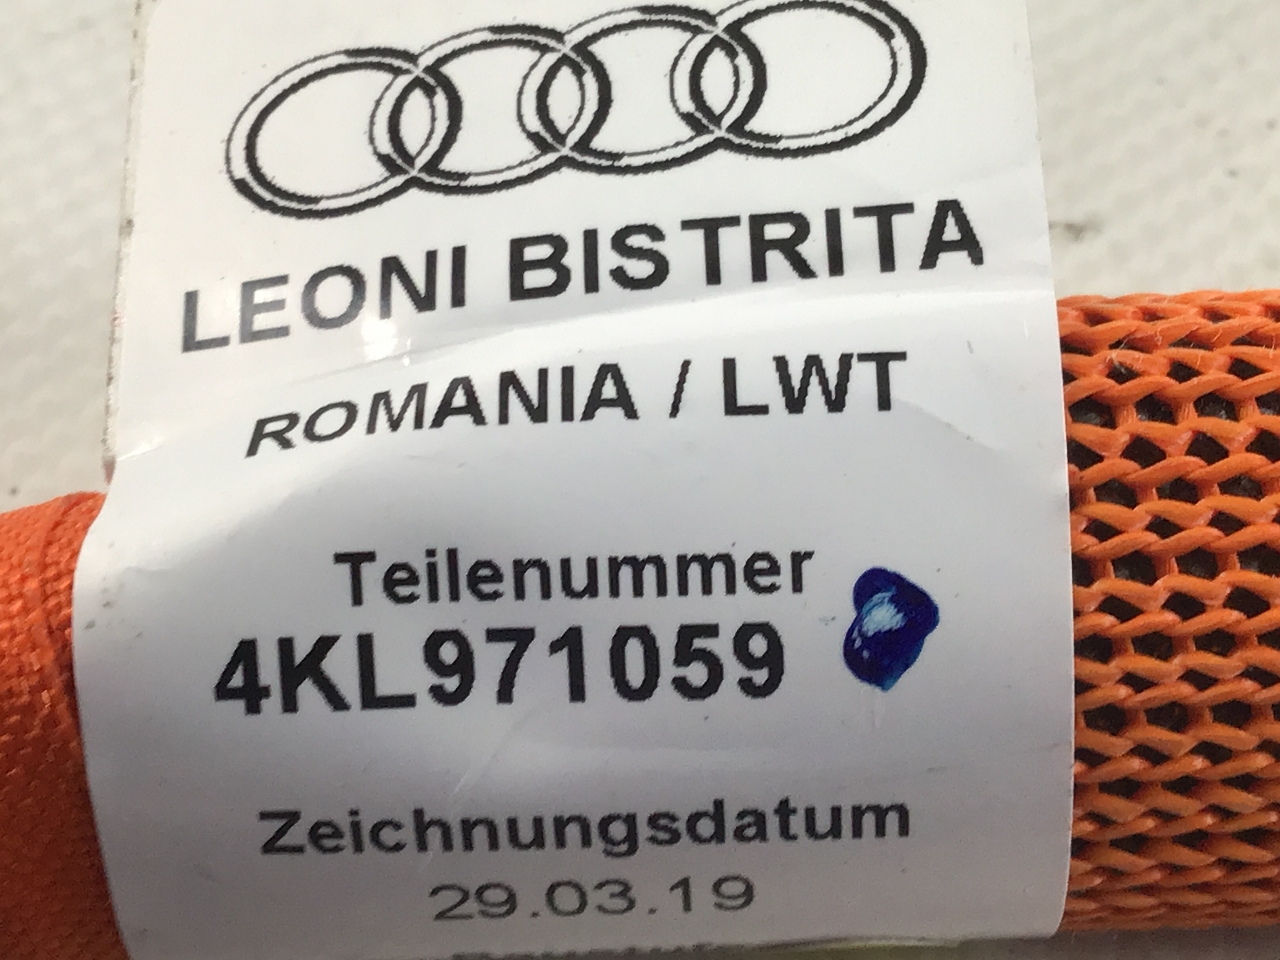 LEONI BISTRITA
ROMANIA / LWT
Teilenummer
4KL971059
Zeichnungsdatum
29.03.19